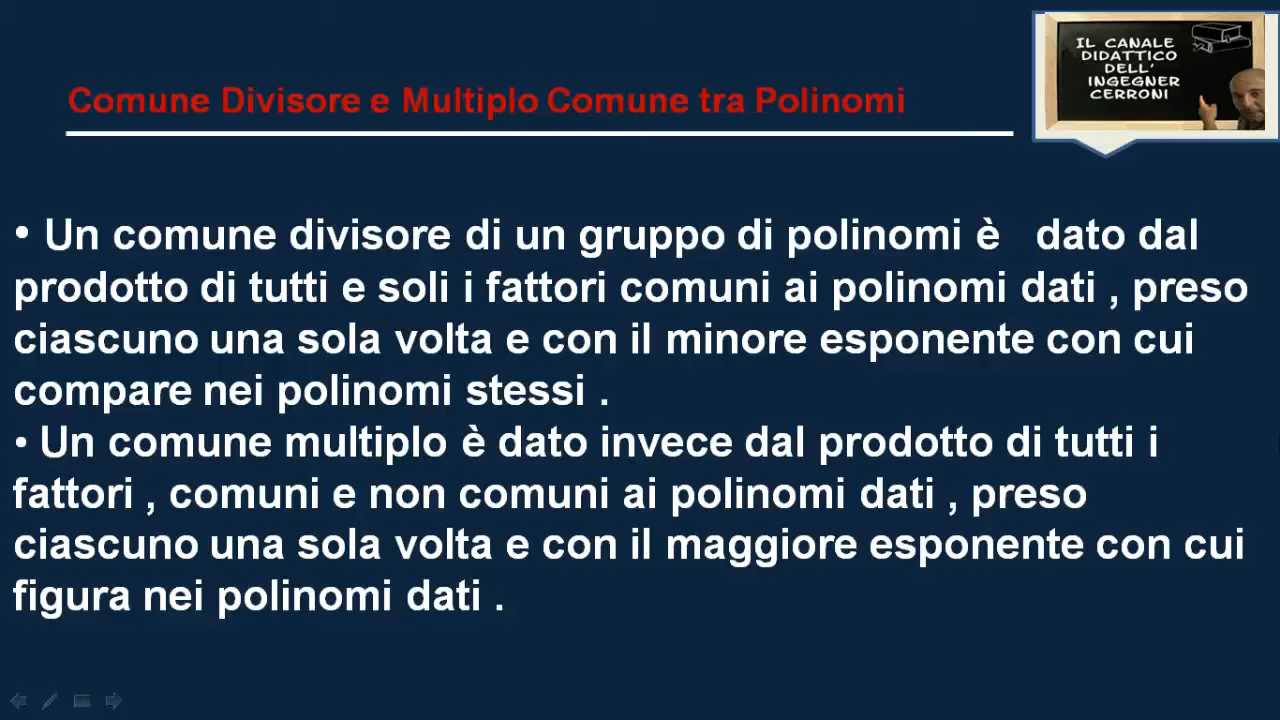 Comune Divisore e Multiplo Comune tra Polinomi
IL CANALE
DIDATTICO
DELL'
INGEGNER
CERRONI
• Un comune divisore di un gruppo di polinomi è dato dal
prodotto di tutti e soli i fattori comuni ai polinomi dati , preso
ciascuno una sola volta e con il minore esponente con cui
compare nei polinomi stessi .
• Un comune multiplo è dato invece dal prodotto di tutti i
fattori , comuni e non comuni ai polinomi dati , preso
ciascuno una sola volta e con il maggiore esponente con cui
figura nei polinomi dati .